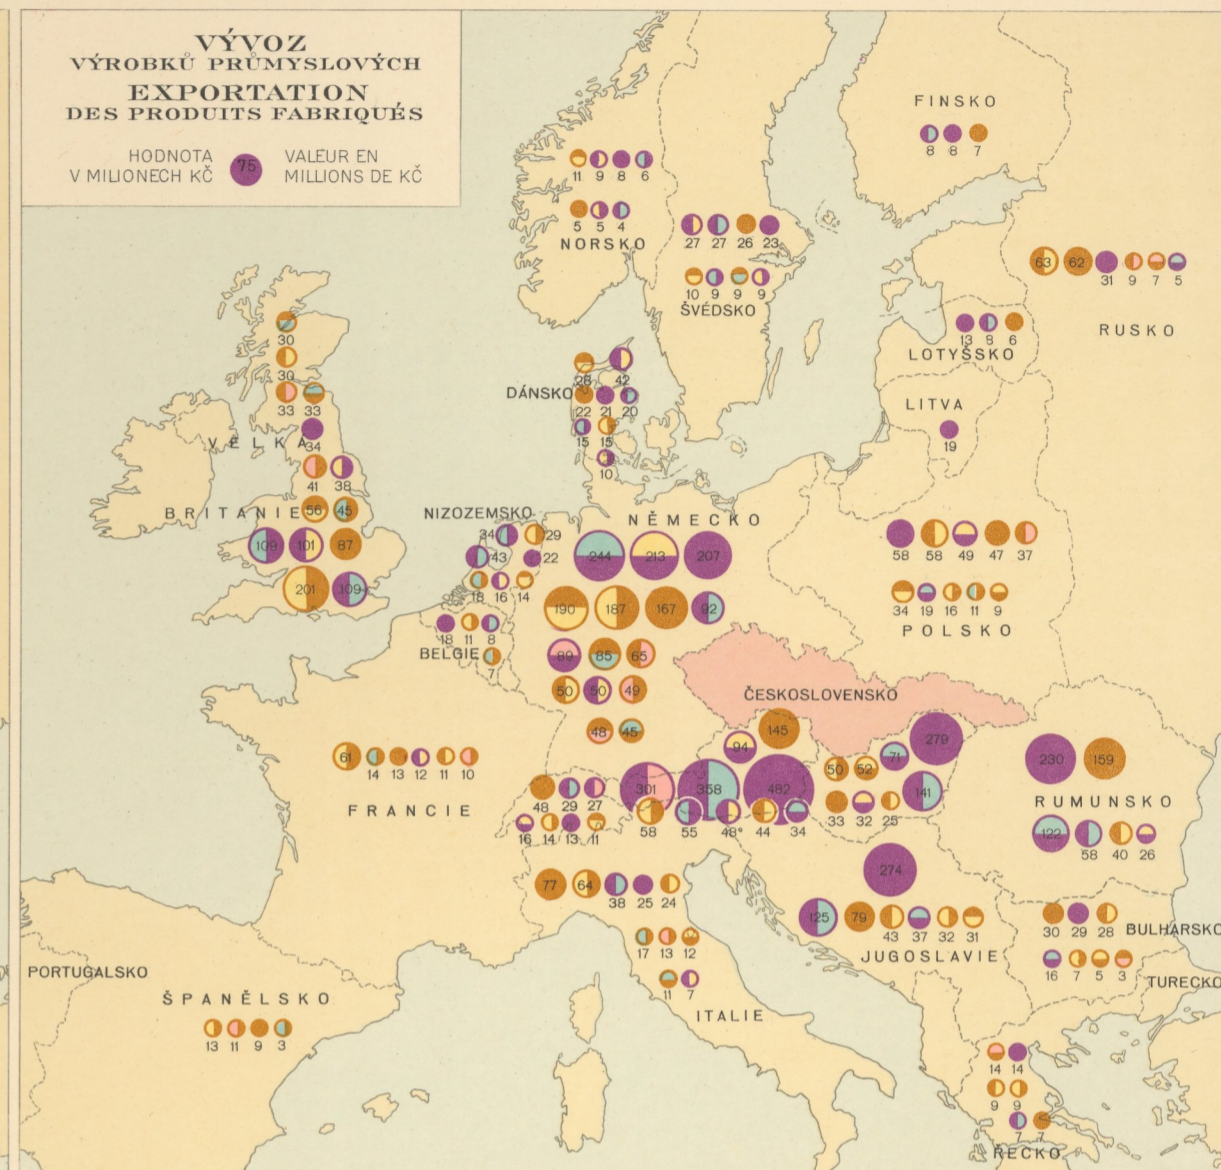 VÝVOZ
VÝROBKŮ PRŮMYSLOVÝCH
EXPORTATION
DES PRODUITS FABRIQUÉS
HODNOTA
V MILIONECH KČ
75
VALEUR EN
MILLIONS DE KČ
FINSKO
8 8 7
11 9 8 6
5 5 4
NORSKO
27 27 26 23
10 9 9 9
ŠVÉDSKO
63 62 31 9 7 5
RUSKO
13 8 6
LOTYŠSKO
LITVA
19
30
30
33 33
34
VELKÁ
41 38
BRITANIE
56 45
109 101 87
201 109
28 42
DÁNSKO
22 21 20
15 15
10
NIZOZEMSKO
34 29
43 22
18 16 14
18 11 8
BELGIE
7
NĚMECKO
244 213 207
190 187 167 92
89 85 65
50 50 49
48 45
58 58 49 47 37
34 19 16 11 9
POLSKO
ČESKOSLOVENSKO
145
94
301 358 482
58 55 48* 44 34
279
71
50 52
141
33 32 25
61 14 13 12 11 10
FRANCIE
48 29 27
16 14 13 11
230 159
RUMUNSKO
122 58 40 26
77 64 38 25 24
17 13 12
11 7
ITALIE
274
125 79 43 37 32 31
JUGOSLAVIE
30 29 28
BULHARSKO
16 7 5 3
TURECKO
PORTUGALSKO
ŠPANĚLSKO
13 11 9 3
14 14
9 9
7 7
ŘECKO